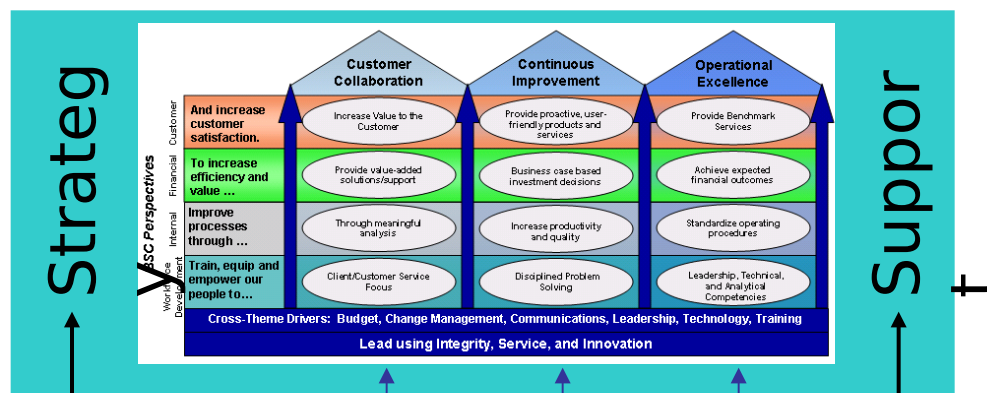 Strateg
y
Suppor
t
BSC Perspectives
Customer
Collaboration
Continuous
Improvement
Operational
Excellence
Customer
And increase
customer
satisfaction.
Increase Value to the
Customer
Provide proactive, user-
friendly products and
services
Provide Benchmark
Services
Financial
To increase
efficiency and
value ...
Provide value-added
solutions/support
Business case based
investment decisions
Achieve expected
financial outcomes
Internal
Improve
processes
through ...
Through meaningful
analysis
Increase productivity
and quality
Standardize operating
procedures
Workforce
Development
Train, equip and
empower our
people to...
Client/Customer Service
Focus
Disciplined Problem
Solving
Leadership, Technical,
and Analytical
Competencies
Cross-Theme Drivers: Budget, Change Management, Communications, Leadership, Technology, Training
Lead using Integrity, Service, and Innovation